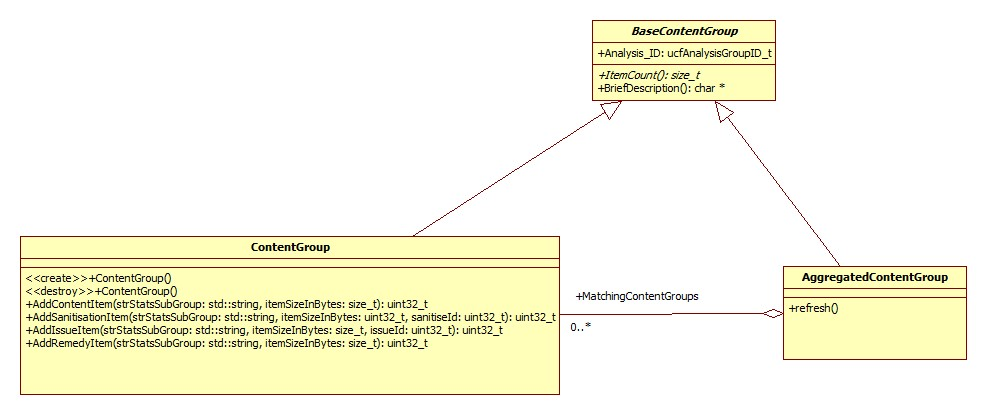 BaseContentGroup
+Analysis_ID: ucfAnalysisGroupID_t
+ItemCount(): size_t
+BriefDescription(): char *
ContentGroup
<<create>>+ContentGroup()
<<destroy>>+ContentGroup()
+AddContentItem(strStatsSubGroup: std::string, itemSizeInBytes: size_t): uint32_t
+AddSanitisationItem(strStatsSubGroup: std::string, itemSizeInBytes: uint32_t, sanitiseId: uint32_t): uint32_t
+AddIssueItem(strStatsSubGroup: std::string, itemSizeInBytes: size_t, issueId: uint32_t): uint32_t
+AddRemedyItem(strStatsSubGroup: std::string, itemSizeInBytes: size_t): uint32_t
+MatchingContentGroups
0..*
AggregatedContentGroup
+refresh()